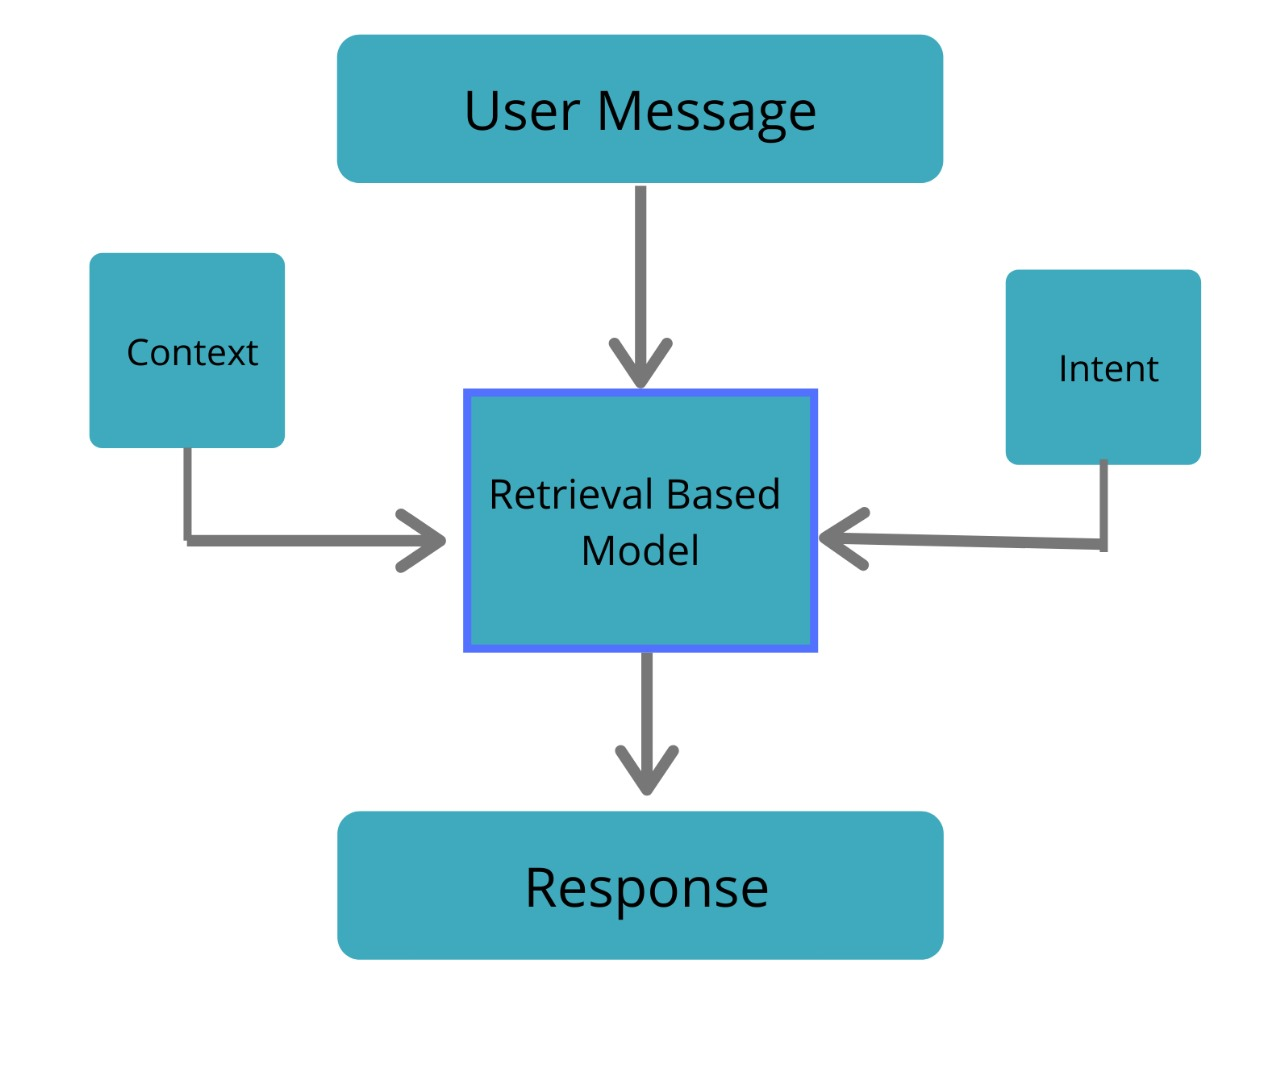 User Message
Context
Intent
Retrieval Based
Model
Response